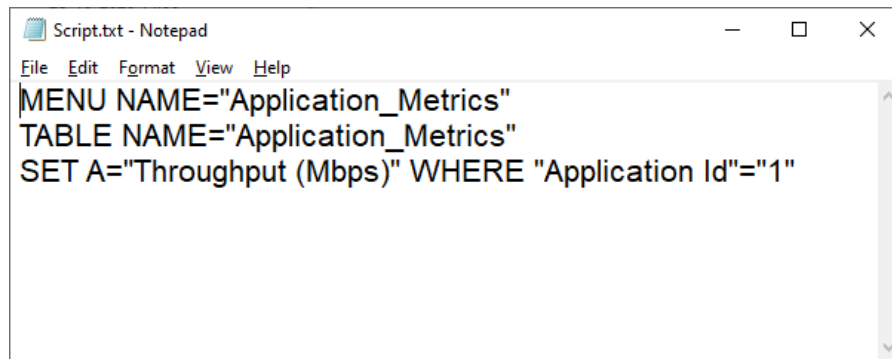 Script.txt - Notepad
File Edit Format View Help
MENU NAME="Application_Metrics"
TABLE NAME="Application_Metrics"
SET A="Throughput (Mbps)" WHERE "Application Id"="1"